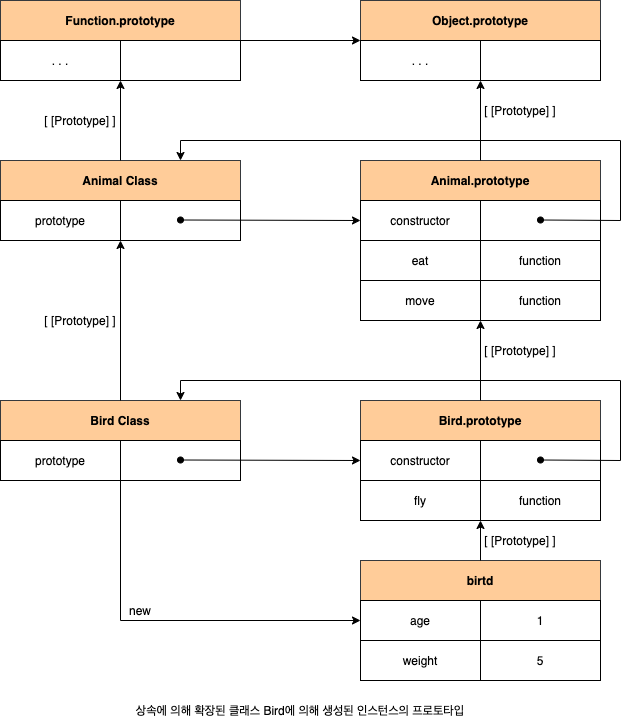 Function.prototype
Object.prototype
. . .
. . .
[ [Prototype] ]
[ [Prototype] ]
Animal Class
Animal.prototype
prototype
constructor
eat
function
move
function
[ [Prototype] ]
[ [Prototype] ]
Bird Class
Bird.prototype
prototype
constructor
fly
function
[ [Prototype] ]
birtd
new
age
1
weight
5
상속에 의해 확장된 클래스 Bird에 의해 생성된 인스턴스의 프로토타입